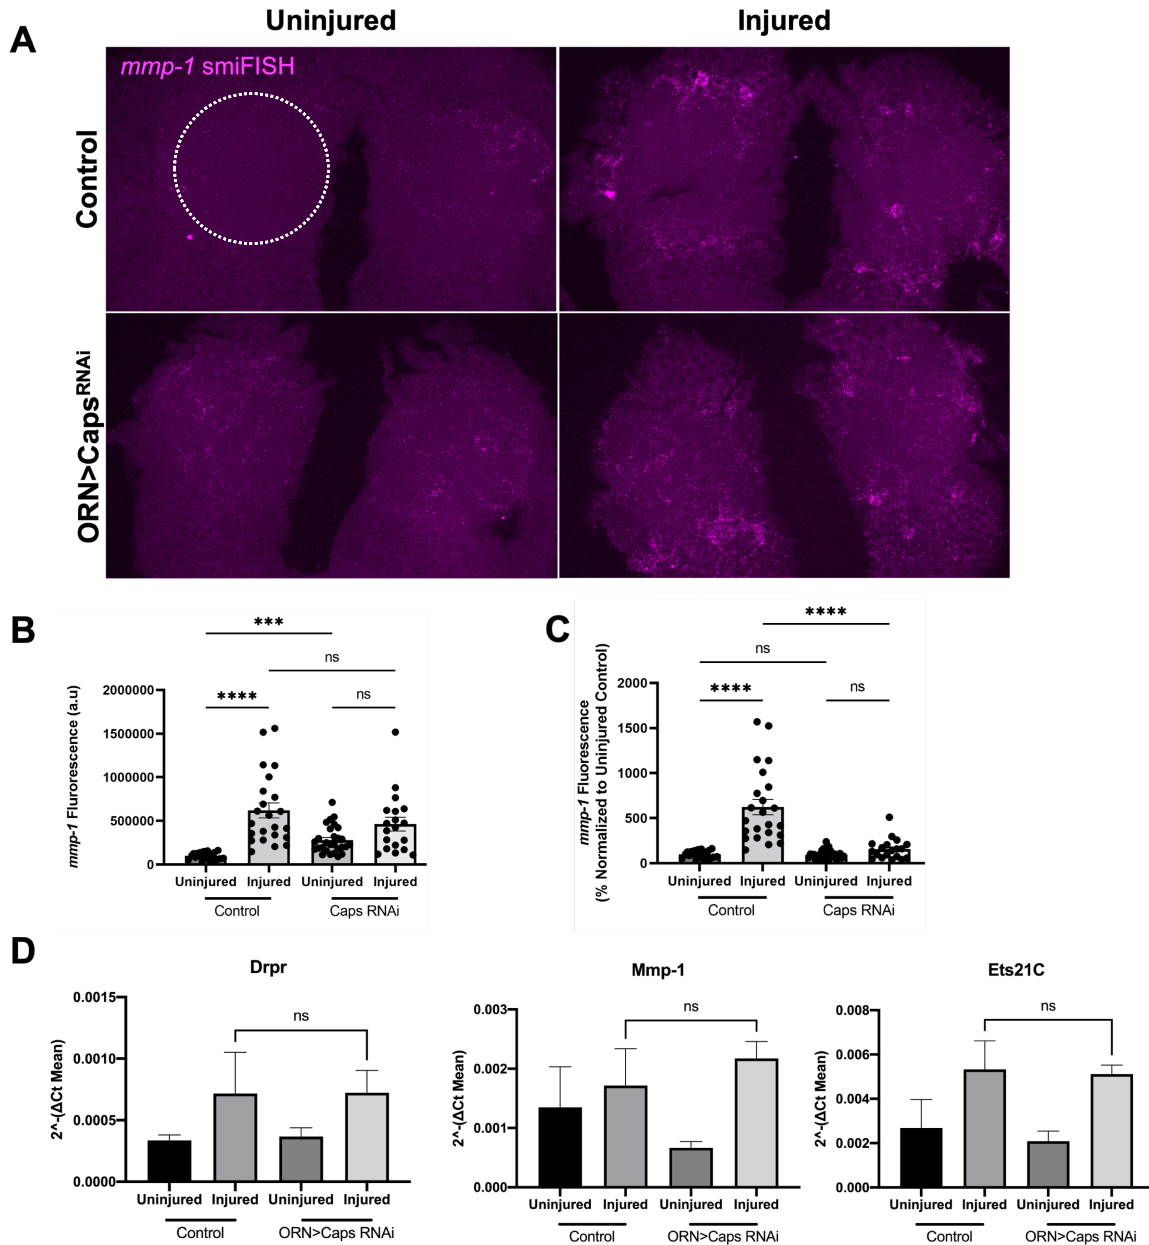 Uninjured
Injured
A
mmp-1 smiFISH
Control
ORN>Caps^RNAi
B
***
ns
****
ns
mmp-1 Flurorescence (a.u)
2000000
1500000
1000000
500000
0
Uninjured Injured Uninjured Injured
Control
Caps RNAi
C
****
ns
****
ns
mmp-1 Fluorescence
(% Normalized to Uninjured Control)
2000
1500
1000
500
0
Uninjured Injured Uninjured Injured
Control
Caps RNAi
D
Drpr
ns
2^-(ΔCt Mean)
0.0015
0.0010
0.0005
0.0000
Uninjured Injured Uninjured Injured
Control
ORN>Caps RNAi
Mmp-1
ns
2^-(ΔCt Mean)
0.003
0.002
0.001
0.000
Uninjured Injured Uninjured Injured
Control
ORN>Caps RNAi
Ets21C
ns
2^-(ΔCt Mean)
0.008
0.006
0.004
0.002
0.000
Uninjured Injured Uninjured Injured
Control
ORN>Caps RNAi